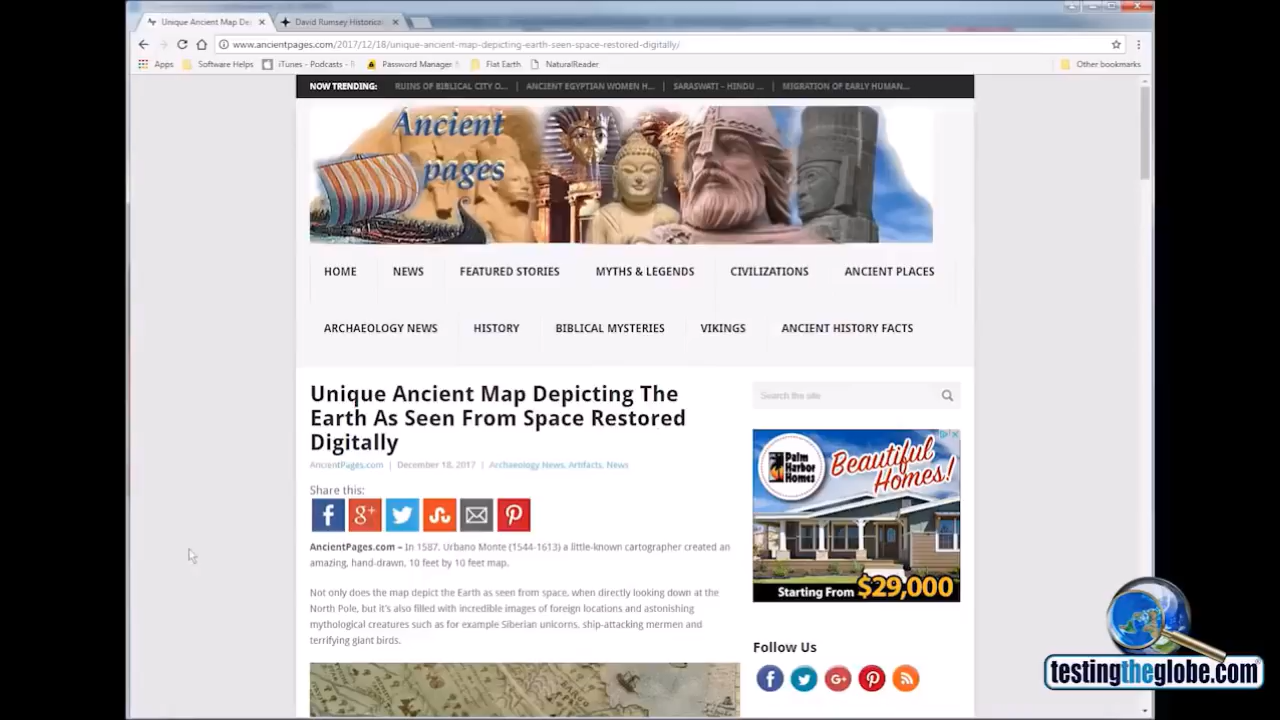 Unique Ancient Map De
David Rumsey Historica
www.ancientpages.com/2017/12/18/unique-ancient-map-depicting-earth-seen-space-restored-digitally/
Apps
Software Helps
iTunes - Podcasts - I
Password Manager
Flat Earth
NaturalReader
Other bookmarks
NOW TRENDING:
RUINS OF BIBLICAL CITY O...
ANCIENT EGYPTIAN WOMEN H...
SARASWATI – HINDU ...
MIGRATION OF EARLY HUMAN...
Ancient
pages
HOME
NEWS
FEATURED STORIES
MYTHS & LEGENDS
CIVILIZATIONS
ANCIENT PLACES
ARCHAEOLOGY NEWS
HISTORY
BIBLICAL MYSTERIES
VIKINGS
ANCIENT HISTORY FACTS
Unique Ancient Map Depicting The
Earth As Seen From Space Restored
Digitally
AncientPages.com | December 18, 2017 | Archaeology News, Artifacts, News
Share this:
AncientPages.com – In 1587, Urbano Monte (1544-1613) a little-known cartographer created an
amazing, hand-drawn, 10 feet by 10 feet map.
Not only does the map depict the Earth as seen from space, when directly looking down at the
North Pole, but it's also filled with incredible images of foreign locations and astonishing
mythological creatures such as for example Siberian unicorns, ship-attacking mermen and
terrifying giant birds.
Search the site
Palm
Harbor
Homes
Beautiful
Homes!
Starting From $29,000
Follow Us
testingtheglobe.com